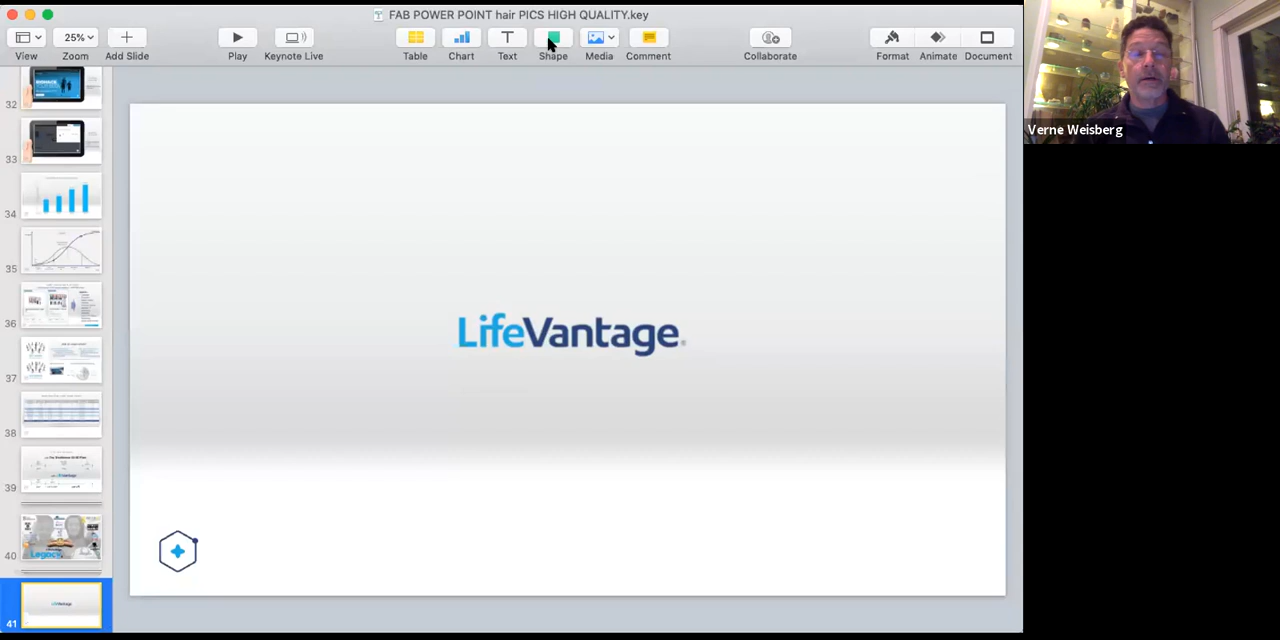 FAB POWER POINT hair PICS HIGH QUALITY.key
25%
View
Zoom
Add Slide
Play
Keynote Live
Table
Chart
Text
Shape
Media
Comment
Collaborate
Format
Animate
Document
Verne Weisberg
32
33
34
35
36
37
38
39
40
Legacy
41
LifeVantage
LifeVantage®